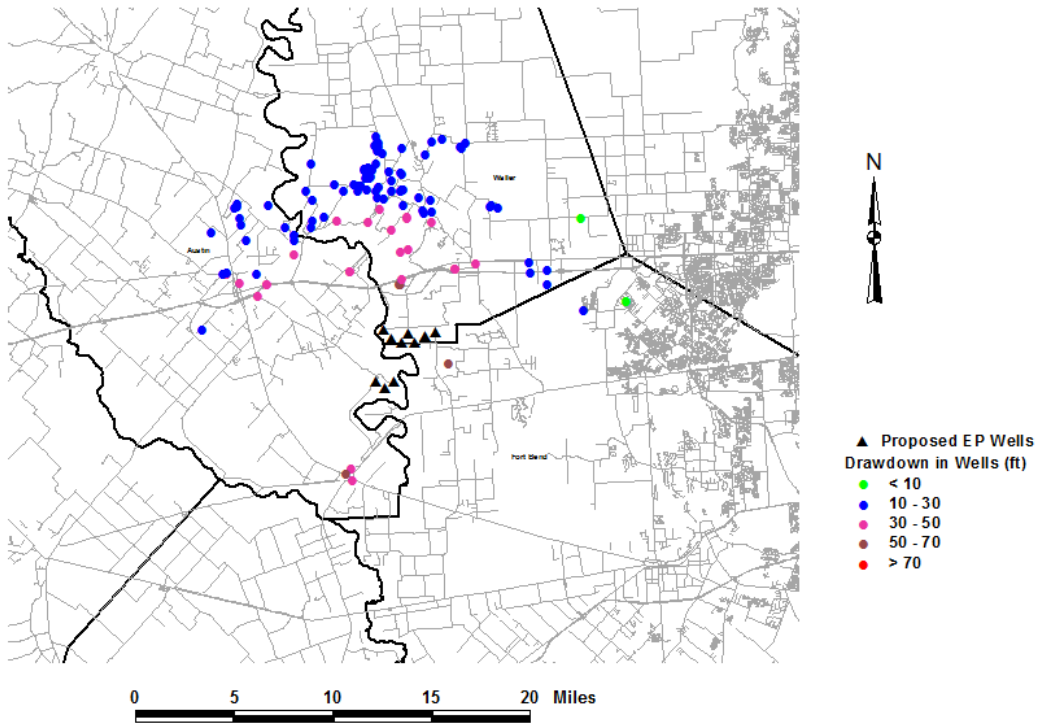 N
Waller
Austin
Fort Bend
▲ Proposed EP Wells
Drawdown in Wells (ft)
< 10
10 - 30
30 - 50
50 - 70
> 70
0 5 10 15 20 Miles